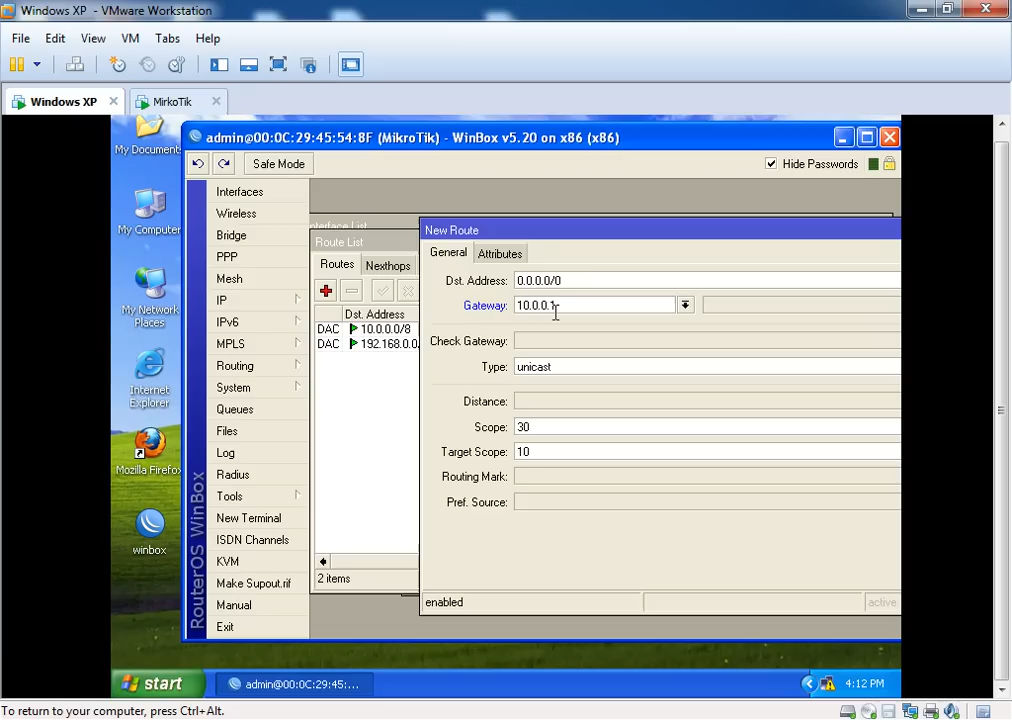 Windows XP - VMware Workstation
File Edit View VM Tabs Help
Windows XP
MirkoTik
My Documents
admin@00:0C:29:45:54:8F (MikroTik) - WinBox v5.20 on x86 (x86)
Safe Mode
Hide Passwords
My Computer
My Network
Places
Internet
Explorer
Mozilla Firefox
winbox
RouterOS WinBox
Interfaces
Wireless
Bridge
PPP
Mesh
IP
IPv6
MPLS
Routing
System
Queues
Files
Log
Radius
Tools
New Terminal
ISDN Channels
KVM
Make Supout.rif
Manual
Exit
Interface List
Route List
Routes Nexthops
Dst. Address
DAC 10.0.0.0/8
DAC 192.168.0.0
2 items
New Route
General Attributes
Dst. Address: 0.0.0.0/0
Gateway: 10.0.0.1
Check Gateway:
Type: unicast
Distance:
Scope: 30
Target Scope: 10
Routing Mark:
Pref. Source:
enabled
active
start
admin@00:0C:29:45:...
4:12 PM
To return to your computer, press Ctrl+Alt.